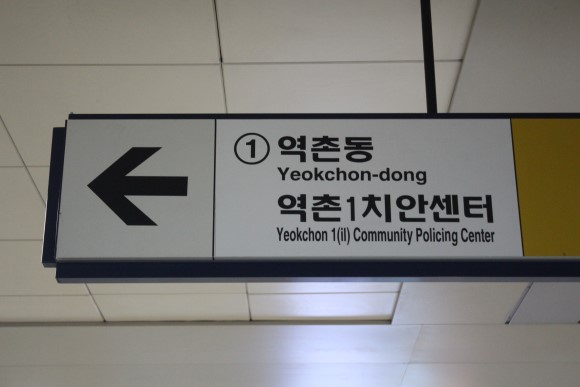 ① 역촌동
Yeokchon-dong
역촌1치안센터
Yeokchon 1(il) Community Policing Center